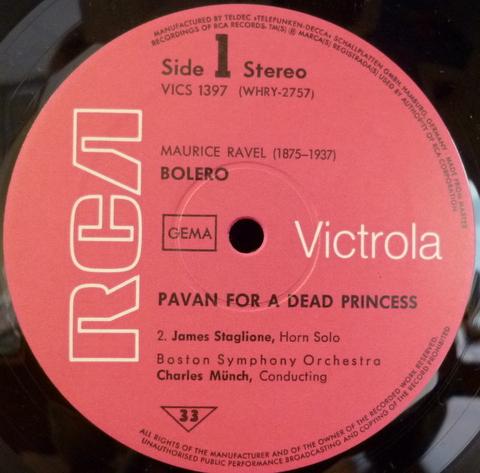 MANUFACTURED BY TELDEC »TELEFUNKEN-DECCA« SCHALLPLATTEN GMBH, HAMBURG, GERMANY MADE FROM MASTER
RECORDINGS OF RCA RECORDS. TM(S) ® MARCA(S) REGISTRADA(S) USED BY AUTHORITY OF RCA CORPORATION
Side 1 Stereo
VICS 1397 (WHRY-2757)
RCA
MAURICE RAVEL (1875–1937)
BOLERO
GEMA
Victrola
PAVAN FOR A DEAD PRINCESS
2. James Staglione, Horn Solo
Boston Symphony Orchestra
Charles Münch, Conducting
33
ALL RIGHTS OF THE MANUFACTURER AND OF THE OWNER OF THE RECORDED WORK RESERVED.
UNAUTHORISED PUBLIC PERFORMANCE BROADCASTING AND COPYING OF THE RECORD PROHIBITED